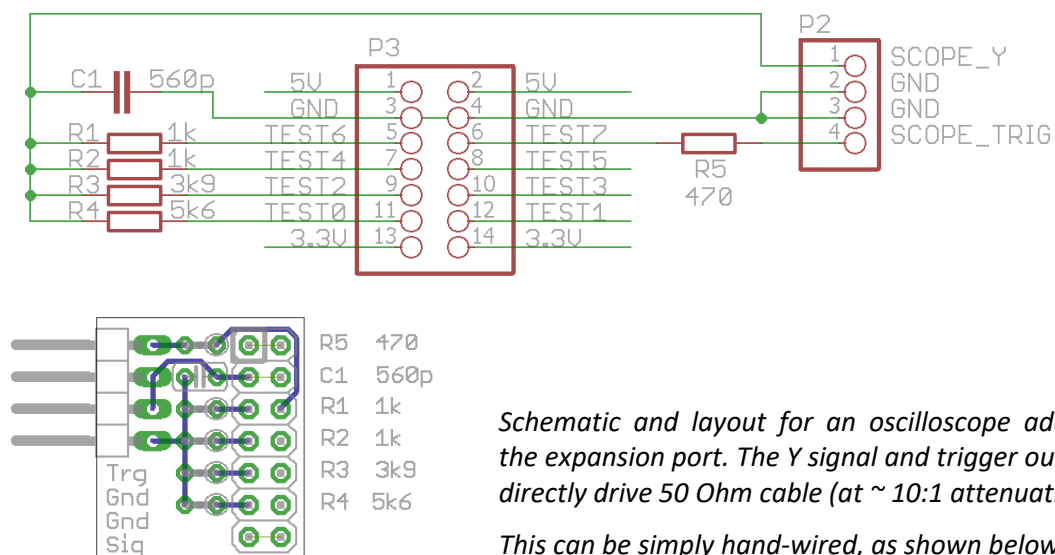 P2
P3
SCOPE_Y
C1 560p
1 2
1 5V 2 5V
GND
3 GND 4 GND
GND
3
R1 1k TEST6 5 6 TEST7
4 SCOPE_TRIG
R2 1k TEST4 7 8 TEST5
R5
R3 3k9 TEST2 9 10 TEST3
470
R4 5k6 TEST0 11 12 TEST1
3.3V 13 14 3.3V
R5 470
C1 560p
R1 1k
R2 1k
R3 3k9
R4 5k6
Trg
Gnd
Gnd
Sig
Schematic and layout for an oscilloscope
the expansion port. The Y signal and trigger
directly drive 50 Ohm cable (at ~ 10:1
This can be simply hand-wired, as shown below